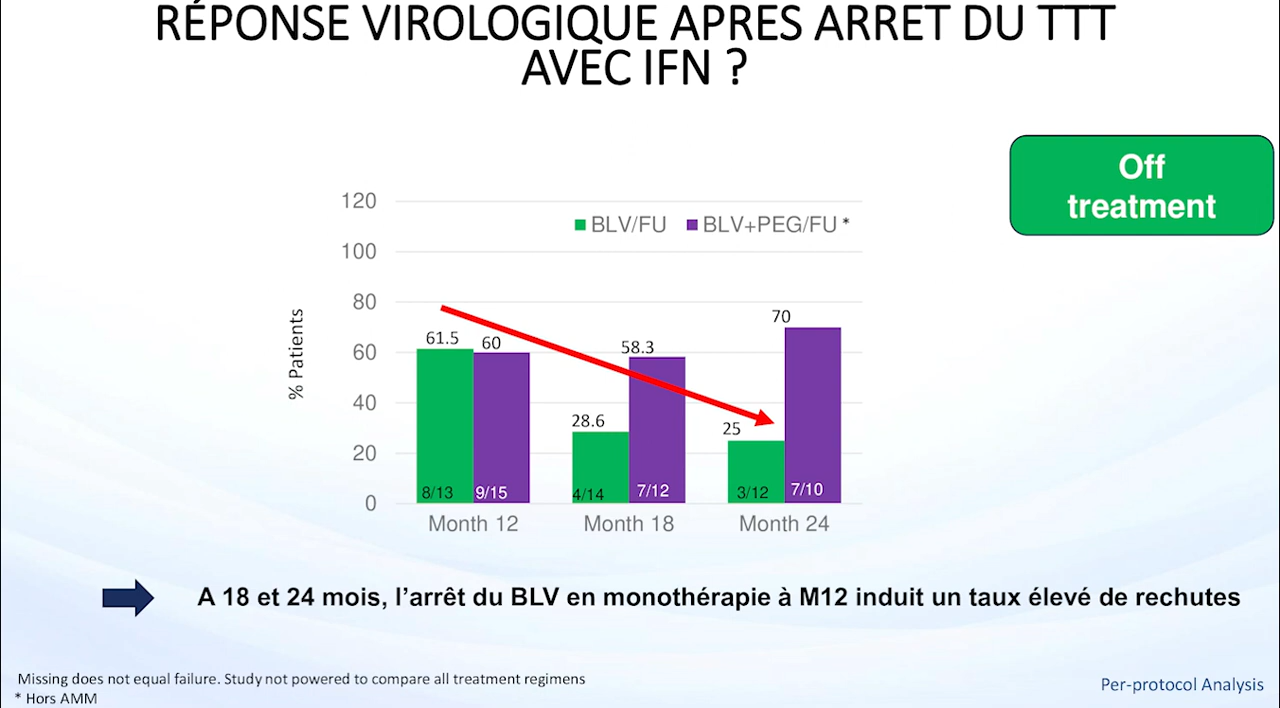 RÉPONSE VIROLOGIQUE APRES ARRET DU TTT
AVEC IFN ?
Off
treatment
120
100
80
60
40
20
0
% Patients
BLV/FU
BLV+PEG/FU *
61.5
60
58.3
70
28.6
25
8/13
9/15
4/14
7/12
3/12
7/10
Month 12
Month 18
Month 24
A 18 et 24 mois, l’arrêt du BLV en monothérapie à M12 induit un taux élevé de rechutes
Missing does not equal failure. Study not powered to compare all treatment regimens
* Hors AMM
Per-protocol Analysis